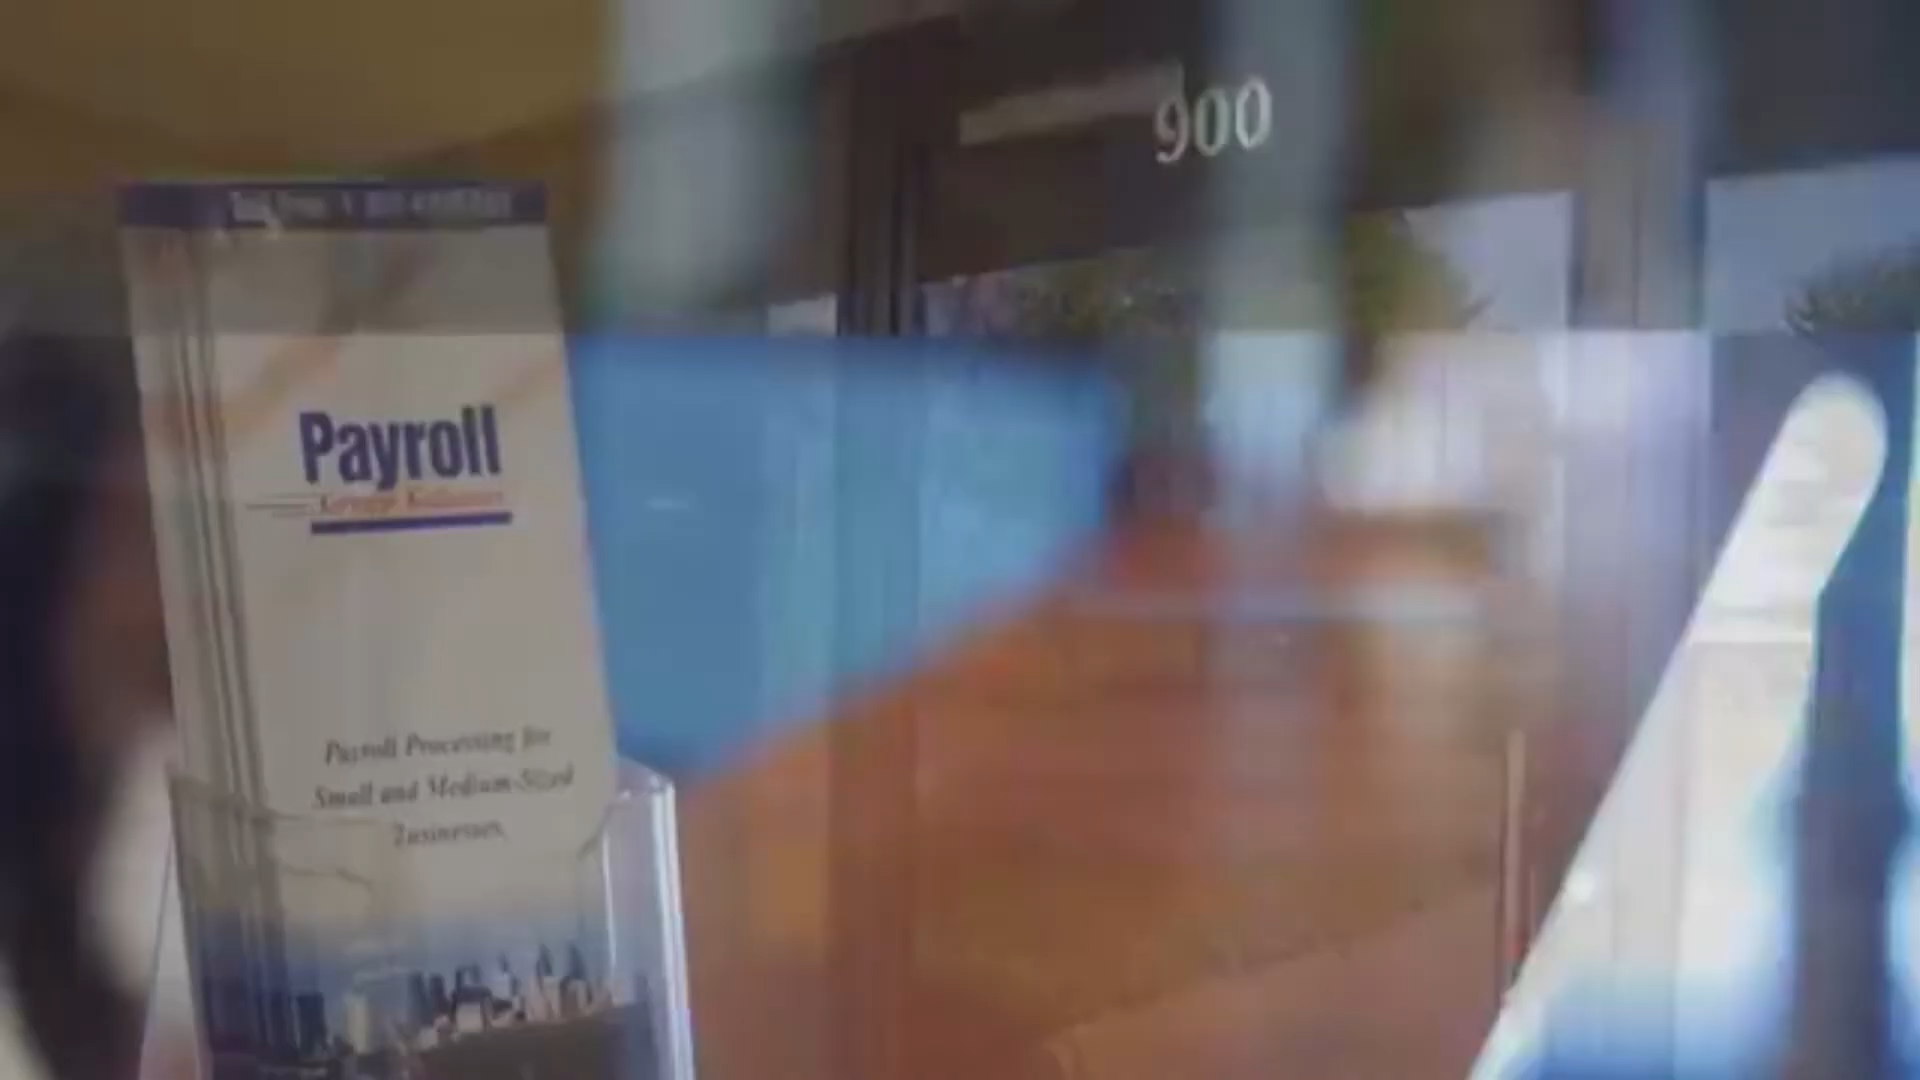 900
Payroll
Payroll Processing for
Small and Medium-Sized
Businesses.